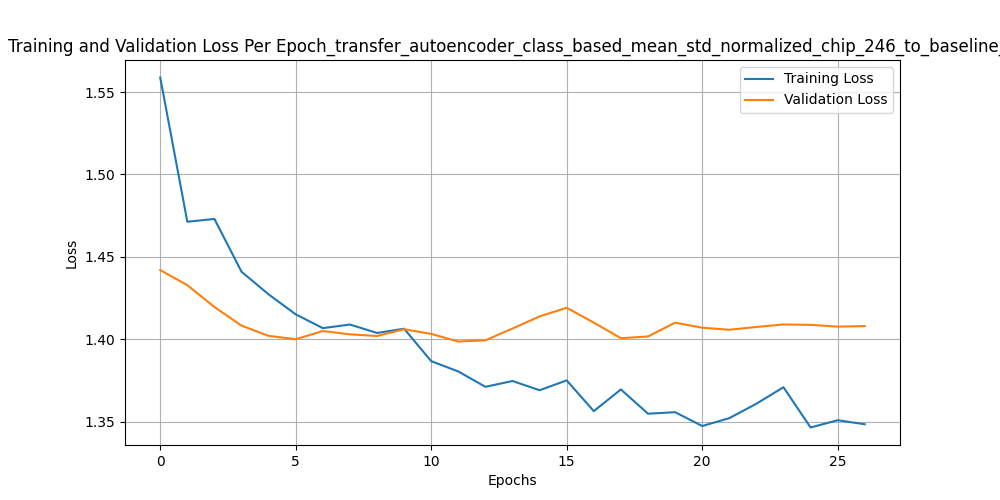 Training and Validation Loss Per Epoch_transfer_autoencoder_class_based_mean_std_normalized_chip_246_to_baseline_
Training Loss
Validation Loss
1.55
1.50
1.45
1.40
1.35
Loss
0 5 10 15 20 25
Epochs